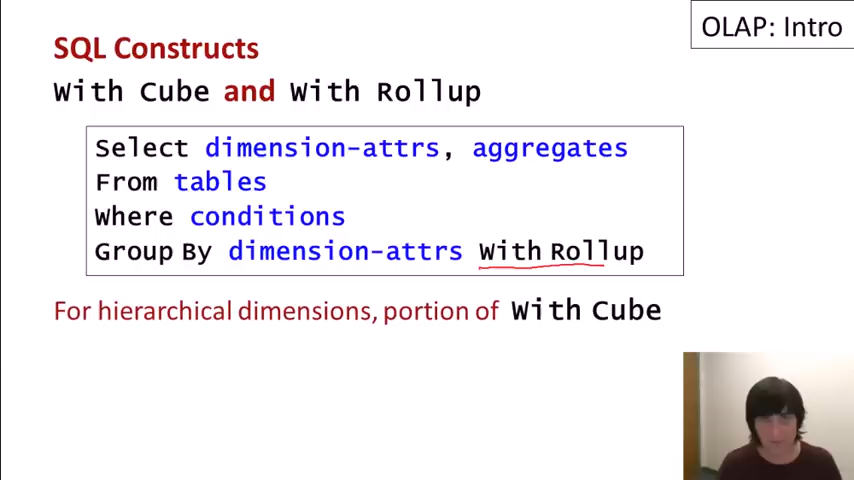 OLAP: Intro
SQL Constructs
With Cube and With Rollup
Select dimension-attrs, aggregates
From tables
Where conditions
Group By dimension-attrs With Rollup
For hierarchical dimensions, portion of With Cube